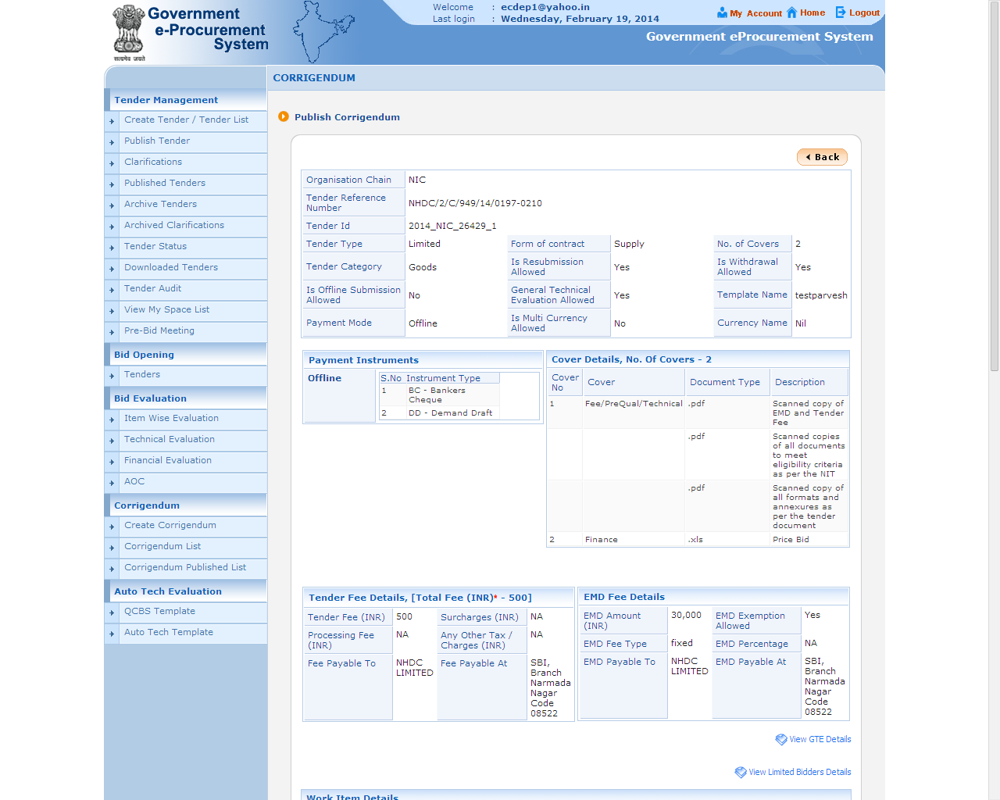 Government
e-Procurement
System
सत्यमेव जयते
Welcome : ecdep1@yahoo.in
Last login : Wednesday, February 19, 2014
My Account Home Logout
Government eProcurement System
CORRIGENDUM
Tender Management
Create Tender / Tender List
Publish Tender
Clarifications
Published Tenders
Archive Tenders
Archived Clarifications
Tender Status
Downloaded Tenders
Tender Audit
View My Space List
Pre-Bid Meeting
Bid Opening
Tenders
Bid Evaluation
Item Wise Evaluation
Technical Evaluation
Financial Evaluation
AOC
Corrigendum
Create Corrigendum
Corrigendum List
Corrigendum Published List
Auto Tech Evaluation
QCBS Template
Auto Tech Template
Publish Corrigendum
Back
Organisation Chain NIC
Tender Reference
Number NHDC/2/C/949/14/0197-0210
Tender Id 2014_NIC_26429_1
Tender Type Limited Form of contract Supply No. of Covers 2
Tender Category Goods Is Resubmission
Allowed Yes Is Withdrawal
Allowed Yes
Is Offline Submission
Allowed No General Technical
Evaluation Allowed Yes Template Name testparvesh
Payment Mode Offline Is Multi Currency
Allowed No Currency Name Nil
Payment Instruments
Offline
S.No Instrument Type
1 BC - Bankers
Cheque
2 DD - Demand Draft
Cover Details, No. Of Covers - 2
Cover
No Cover Document Type Description
1 Fee/PreQual/Technical .pdf Scanned copy of
EMD and Tender
Fee
.pdf Scanned copies
of all documents
to meet
eligibility criteria
as per the NIT
.pdf Scanned copy of
all formats and
annexures as
per the tender
document
2 Finance .xls Price Bid
Tender Fee Details, [Total Fee (INR)* - 500]
Tender Fee (INR) 500 Surcharges (INR) NA
Processing Fee
(INR) NA Any Other Tax /
Charges (INR) NA
Fee Payable To NHDC
LIMITED Fee Payable At SBI,
Branch
Narmada
Nagar
Code
08522
EMD Fee Details
EMD Amount
(INR) 30,000 EMD Exemption
Allowed Yes
EMD Fee Type fixed EMD Percentage NA
EMD Payable To NHDC
LIMITED EMD Payable At SBI,
Branch
Narmada
Nagar
Code
08522
View GTE Details
View Limited Bidders Details
Work Item Details